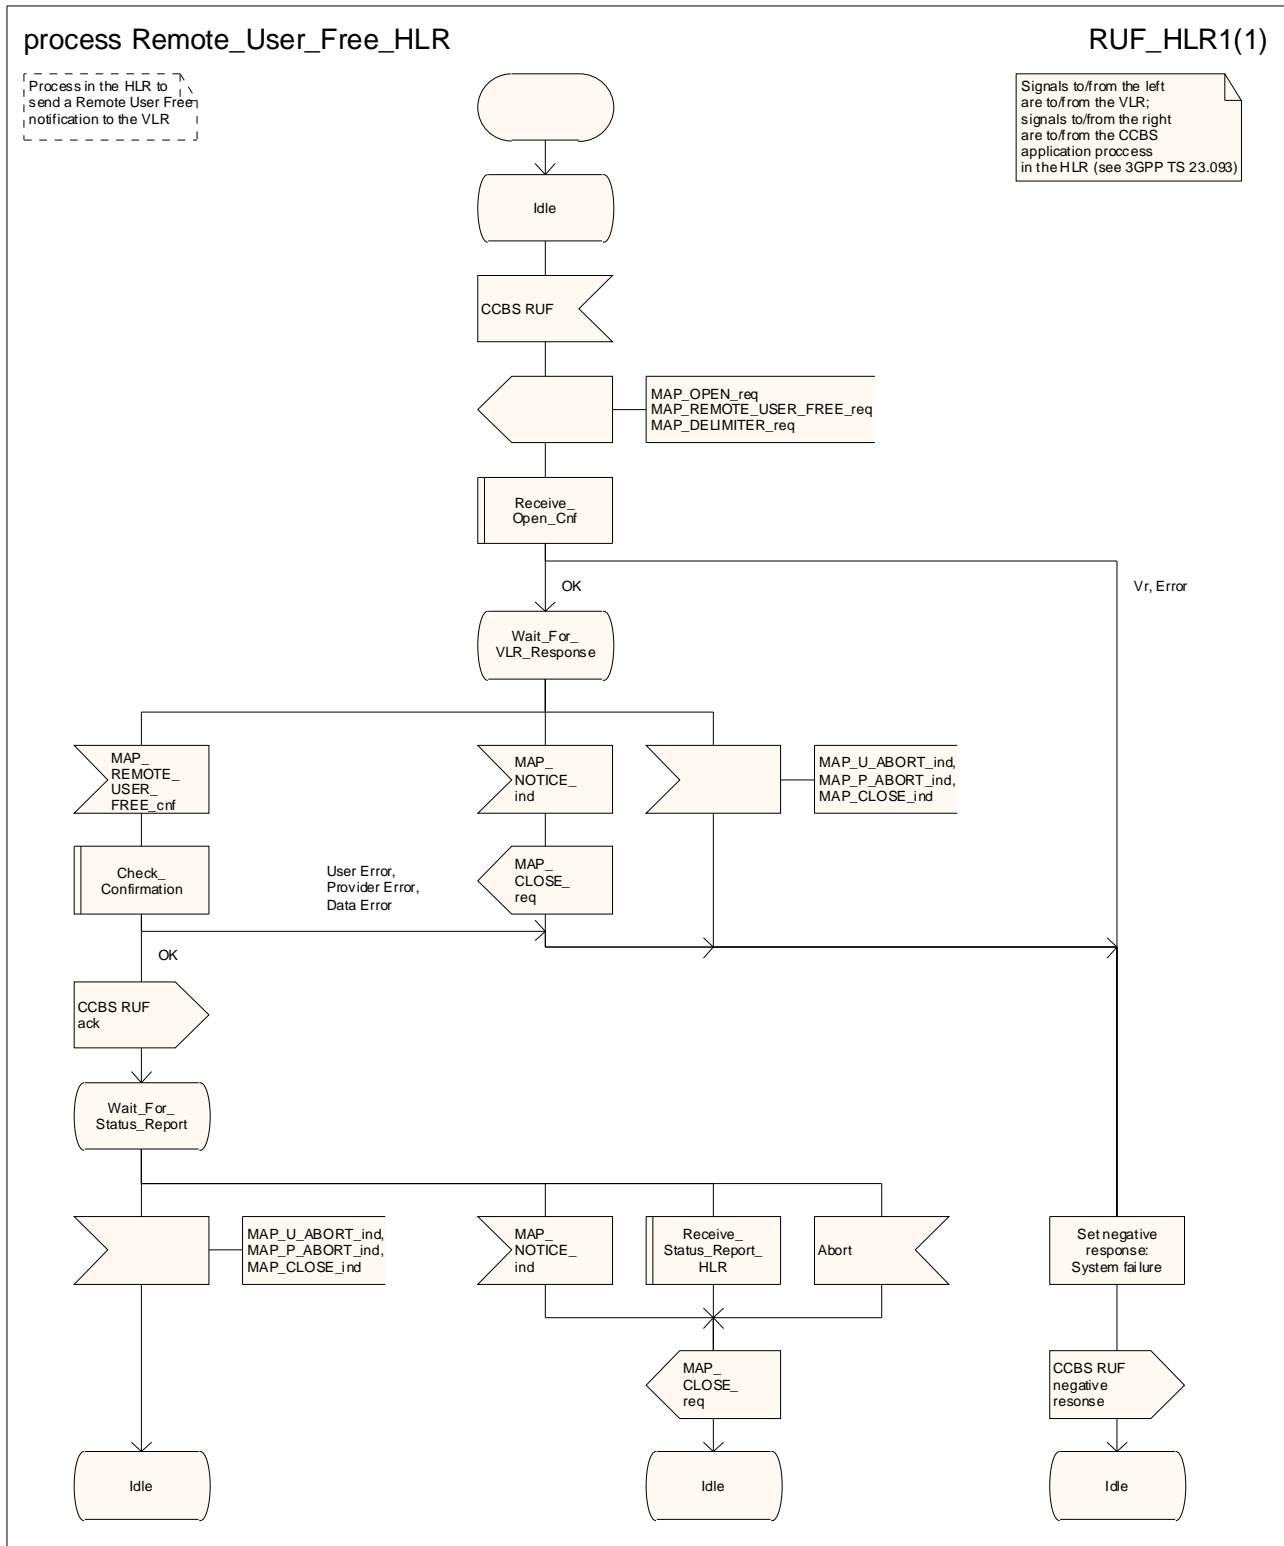 process Remote_User_Free_HLR
RUF_HLR1(1)
Process in the HLR to
send a Remote User Free
notification to the VLR
Signals to/from the left
are to/from the VLR;
signals to/from the right
are to/from the CCBS
application proccess
in the HLR (see 3GPP TS 23.093)
Idle
CCBS RUF
MAP_OPEN_req
MAP_REMOTE_USER_FREE_req
MAP_DELIMITER_req
Receive_
Open_Cnf
OK
Vr, Error
Wait_For_
VLR_Response
MAP_
REMOTE_
USER_
FREE_cnf
MAP_
NOTICE_
ind
MAP_U_ABORT_ind,
MAP_P_ABORT_ind,
MAP_CLOSE_ind
Check_
Confirmation
User Error,
Provider Error,
Data Error
MAP_
CLOSE_
req
OK
CCBS RUF
ack
Wait_For_
Status_Report
MAP_U_ABORT_ind,
MAP_P_ABORT_ind,
MAP_CLOSE_ind
MAP_
NOTICE_
ind
Receive_
Status_Report_
HLR
Abort
Set negative
response:
System failure
MAP_
CLOSE_
req
CCBS RUF
negative
resonse
Idle
Idle
Idle